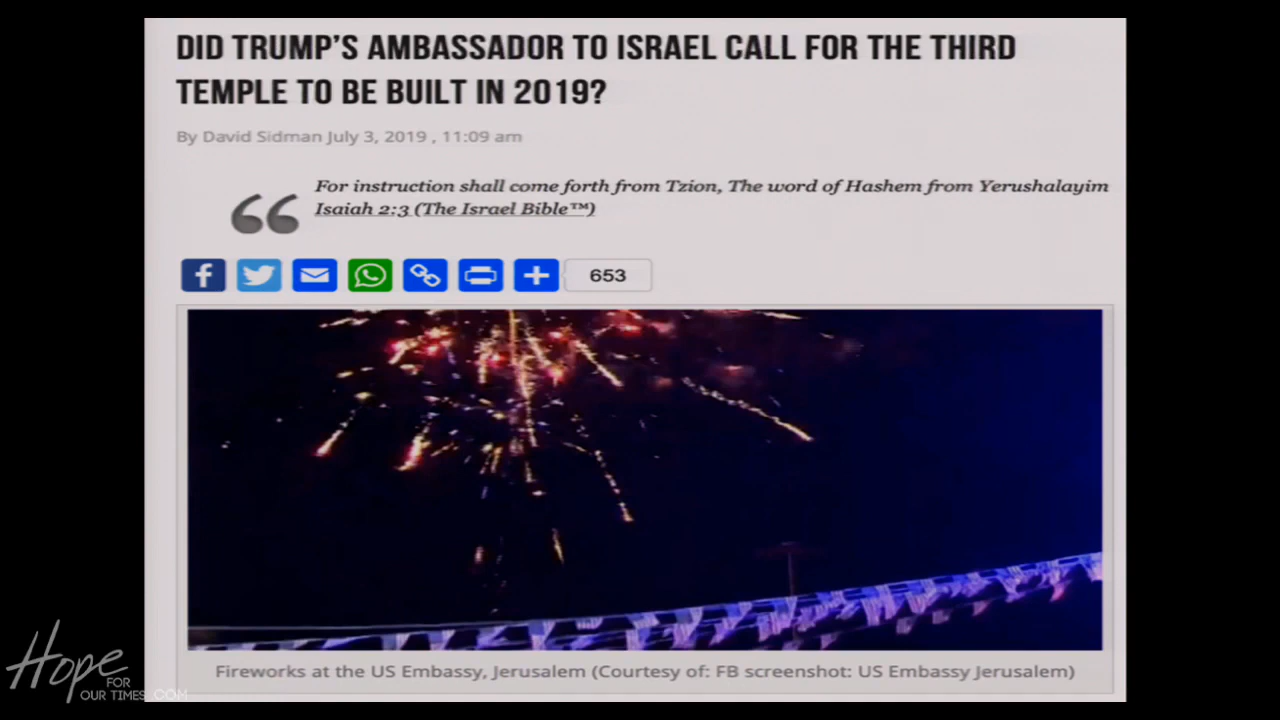 DID TRUMP'S AMBASSADOR TO ISRAEL CALL FOR THE THIRD
TEMPLE TO BE BUILT IN 2019?
By David Sidman July 3, 2019 , 11:09 am
For instruction shall come forth from Tzion, The word of Hashem from Yerushalayim
Isaiah 2:3 (The Israel Bible™)
653
Fireworks at the US Embassy, Jerusalem (Courtesy of: FB screenshot: US Embassy Jerusalem)
HOPE
FOR
OUR TIMES.COM